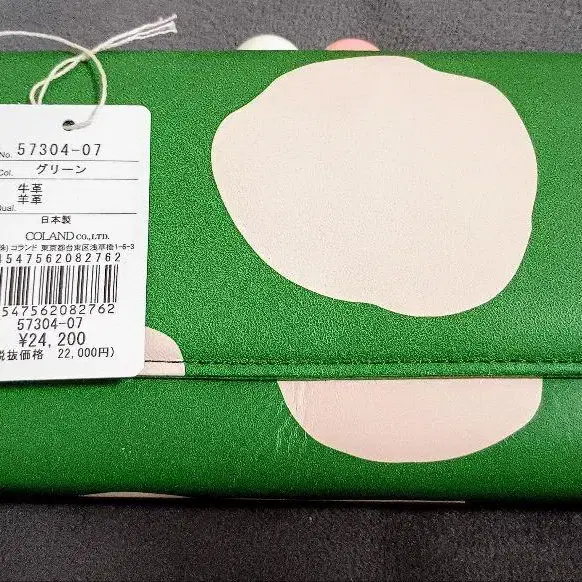 No. 57304-07
Col. グリーン
牛革
羊革
Qual.
日本製
COLAND CO.,LTD.
㈱ コランド 東京都台東区浅草橋1-6-3
4547562082762
547562082762
57304-07
¥24,200
税抜価格 22,000円)